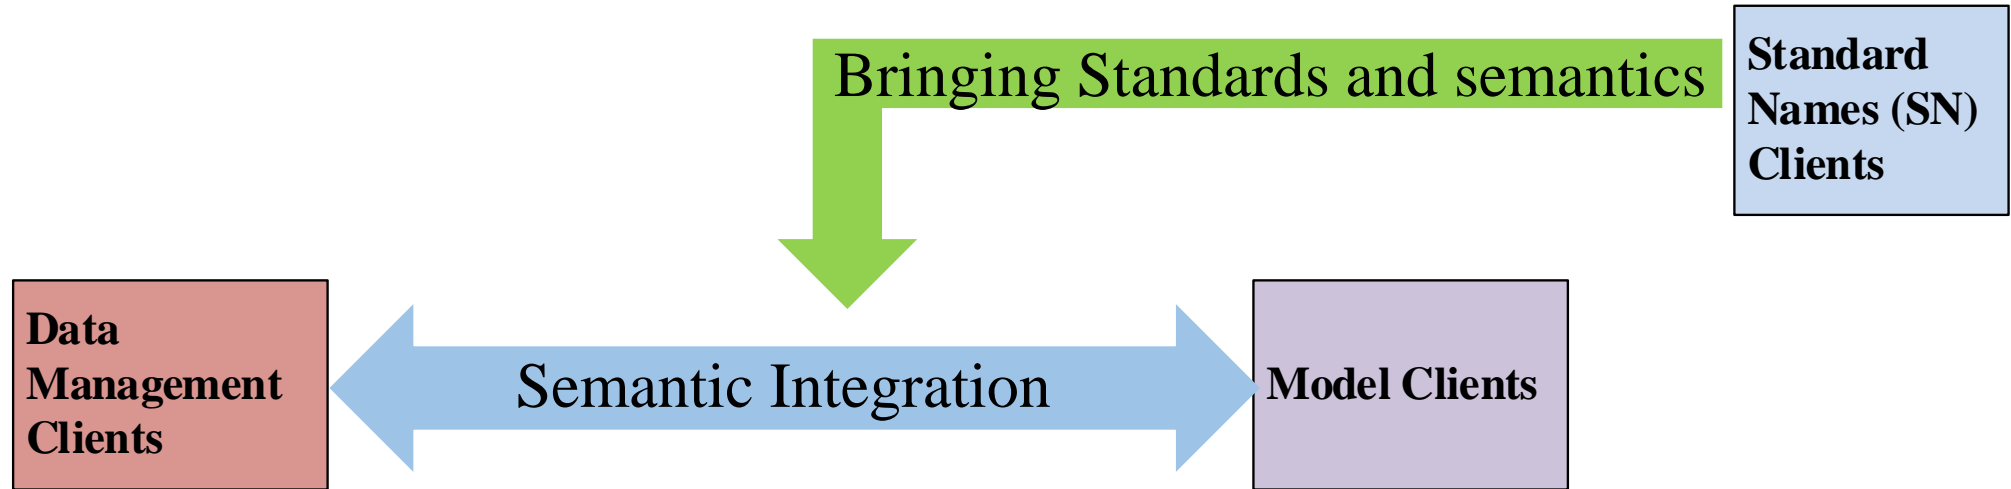 Bringing Standards and semantics
Standard
Names (SN)
Clients
Data
Management
Clients
Semantic Integration
Model Clients